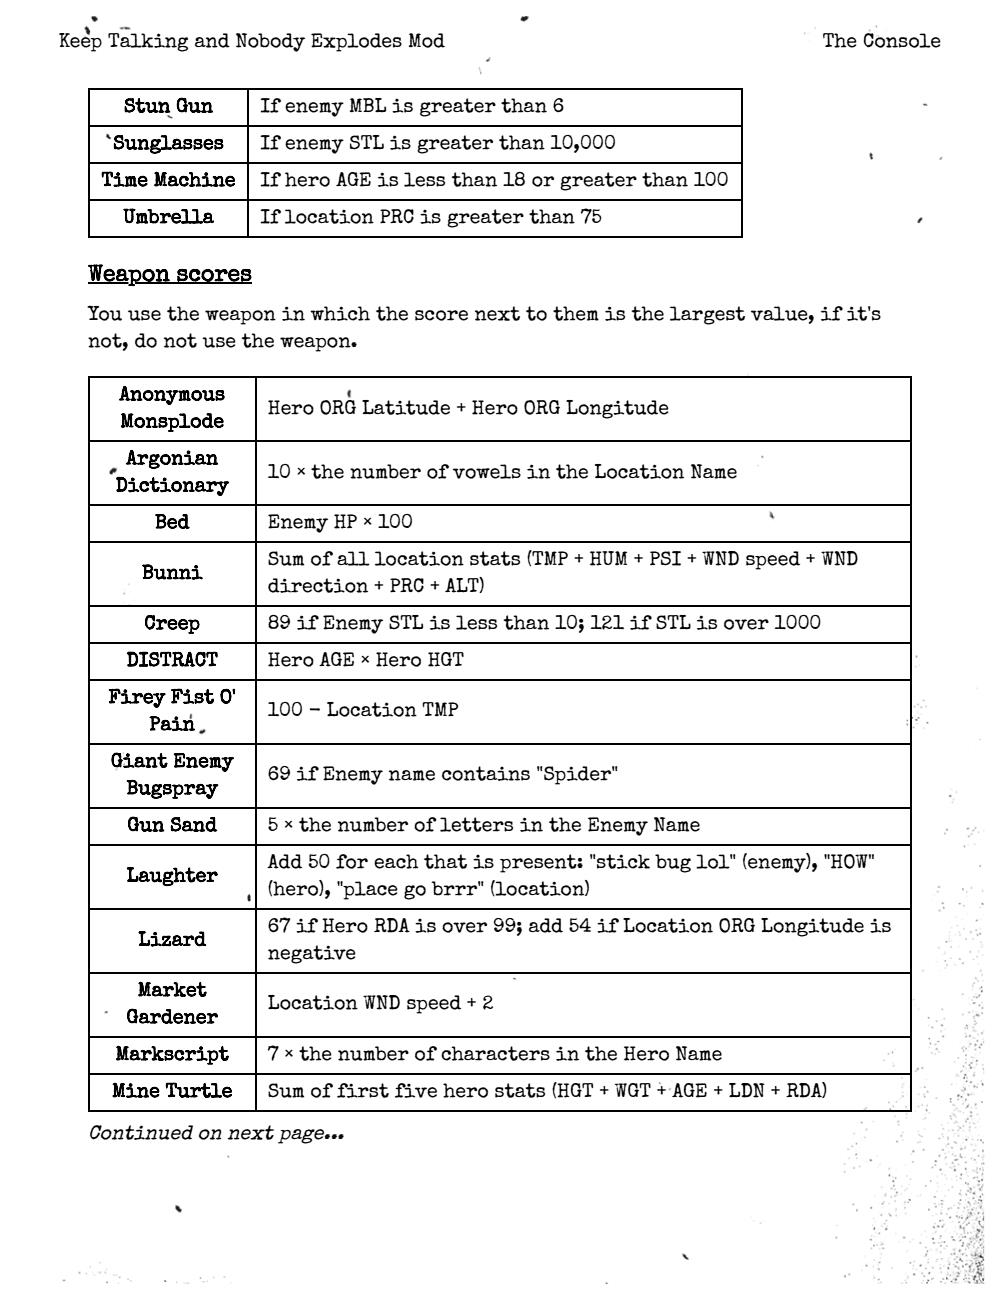 Keep Talking and Nobody Explodes Mod The Console
Stun Gun If enemy MBL is greater than 6
Sunglasses If enemy STL is greater than 10,000
Time Machine If hero AGE is less than 18 or greater than 100
Umbrella If location PRC is greater than 75
Weapon scores
You use the weapon in which the score next to them is the largest value, if it's
not, do not use the weapon.
Anonymous
Monsplode
Hero ORG Latitude + Hero ORG Longitude
Argonian
Dictionary
10 × the number of vowels in the Location Name
Bed Enemy HP × 100
Bunni
Sum of all location stats (TMP + HUM + PSI + WND speed + WND
direction + PRC + ALT)
Creep 89 if Enemy STL is less than 10; 121 if STL is over 1000
DISTRACT Hero AGE × Hero HGT
Firey Fist O'
Pain
100 – Location TMP
Giant Enemy
Bugspray
69 if Enemy name contains "Spider"
Gun Sand 5 × the number of letters in the Enemy Name
Laughter
Add 50 for each that is present: "stick bug lol" (enemy), "HOW"
(hero), "place go brrr" (location)
Lizard
67 if Hero RDA is over 99; add 54 if Location ORG Longitude is
negative
Market
Gardener
Location WND speed + 2
Markscript 7 × the number of characters in the Hero Name
Mine Turtle Sum of first five hero stats (HGT + WGT + AGE + LDN + RDA)
Continued on next page...